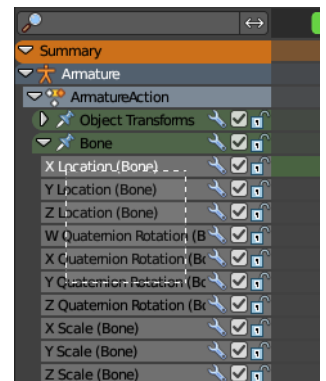 Summary
Armature
ArmatureAction
Object Transforms
Bone
X Location (Bone)
Y Location (Bone)
Z Location (Bone)
W Quaternion Rotation (B
X Quaternion Rotation (Bo
Y Quaternion Rotation (Bo
Z Quaternion Rotation (Bo
X Scale (Bone)
Y Scale (Bone)
Z Scale (Bone)